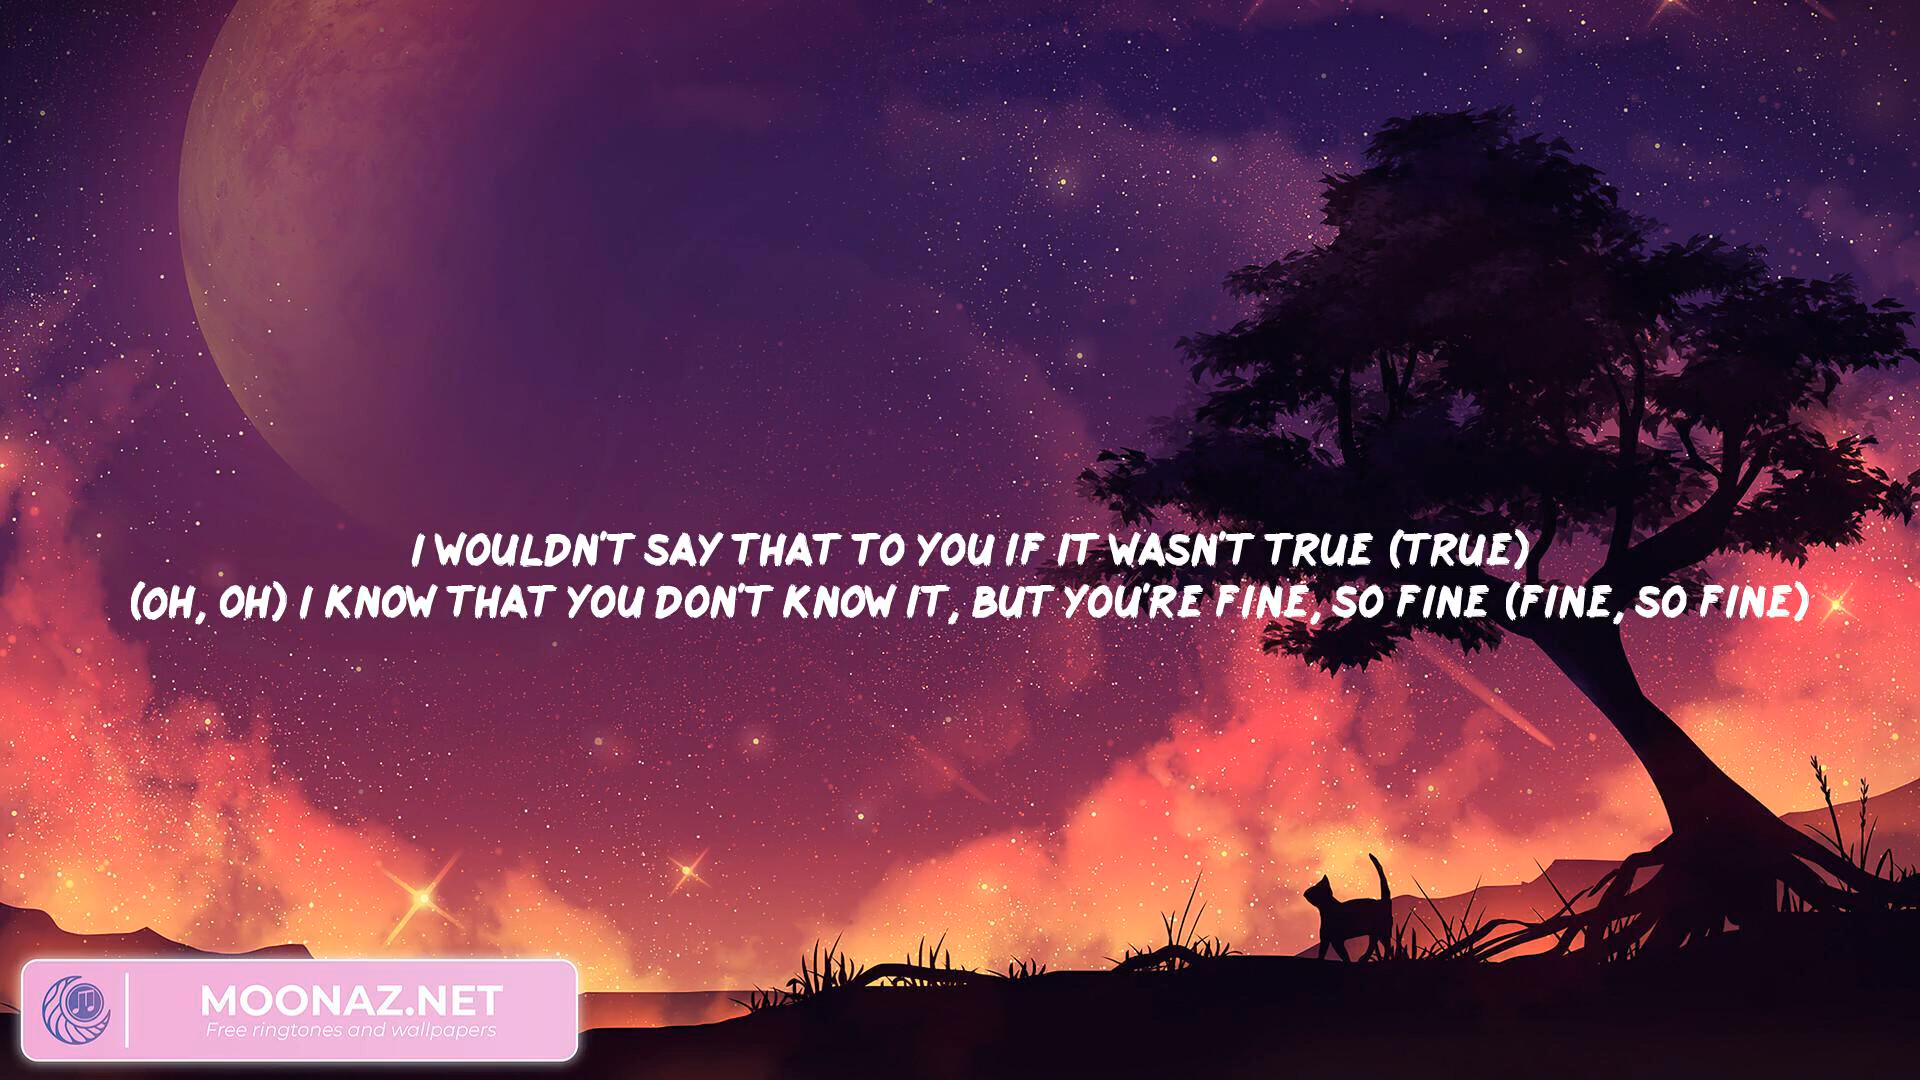 I WOULDN'T SAY THAT TO YOU IF IT WASN'T TRUE (TRUE)
(OH, OH) I KNOW THAT YOU DON'T KNOW IT, BUT YOU'RE FINE, SO FINE (FINE, SO FINE)
MOONAZ.NET
Free ringtones and wallpapers